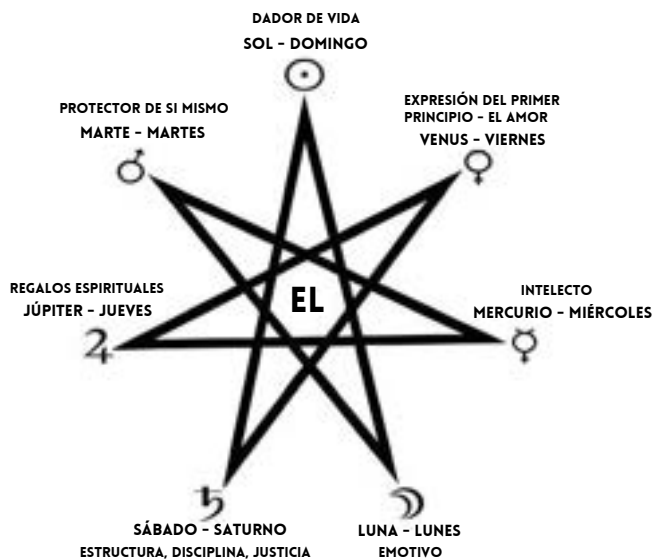 DADOR DE VIDA
SOL - DOMINGO
PROTECTOR DE SI MISMO
MARTE - MARTES
EXPRESIÓN DEL PRIMER
PRINCIPIO - EL AMOR
VENUS - VIERNES
REGALOS ESPIRITUALES
JÚPITER - JUEVES
EL
INTELECTO
MERCURIO - MIÉRCOLES
SÁBADO - SATURNO
ESTRUCTURA, DISCIPLINA, JUSTICIA
LUNA - LUNES
EMOTIVO